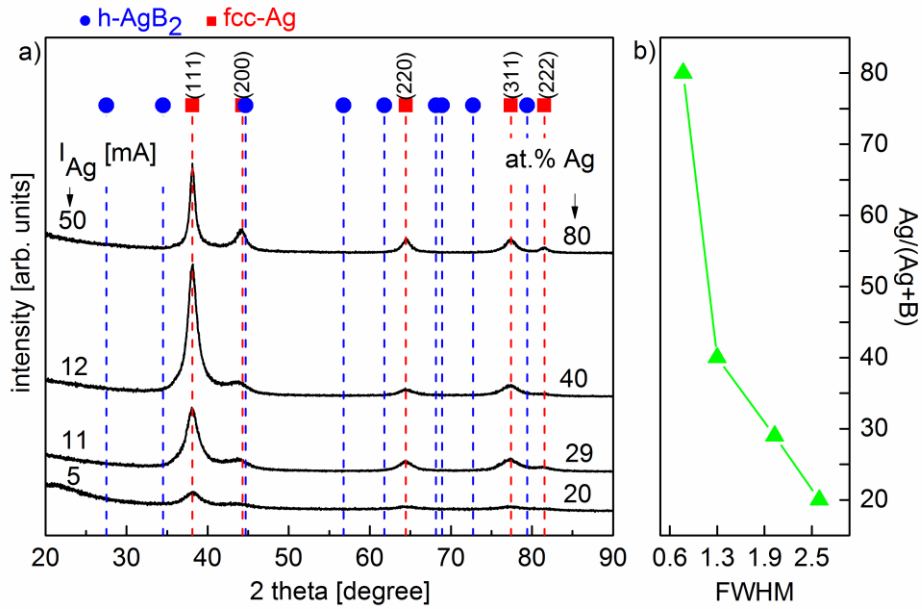 h-AgB2 fcc-Ag
a)
(111)
(200)
(220)
(311)
(222)
I Ag [mA]
at.% Ag
50
80
12
40
11
29
5
20
intensity [arb. units]
20 30 40 50 60 70 80 90
2 theta [degree]
b)
80
70
60
50
40
30
20
Ag/(Ag+B)
0.6 1.3 1.9 2.5
FWHM